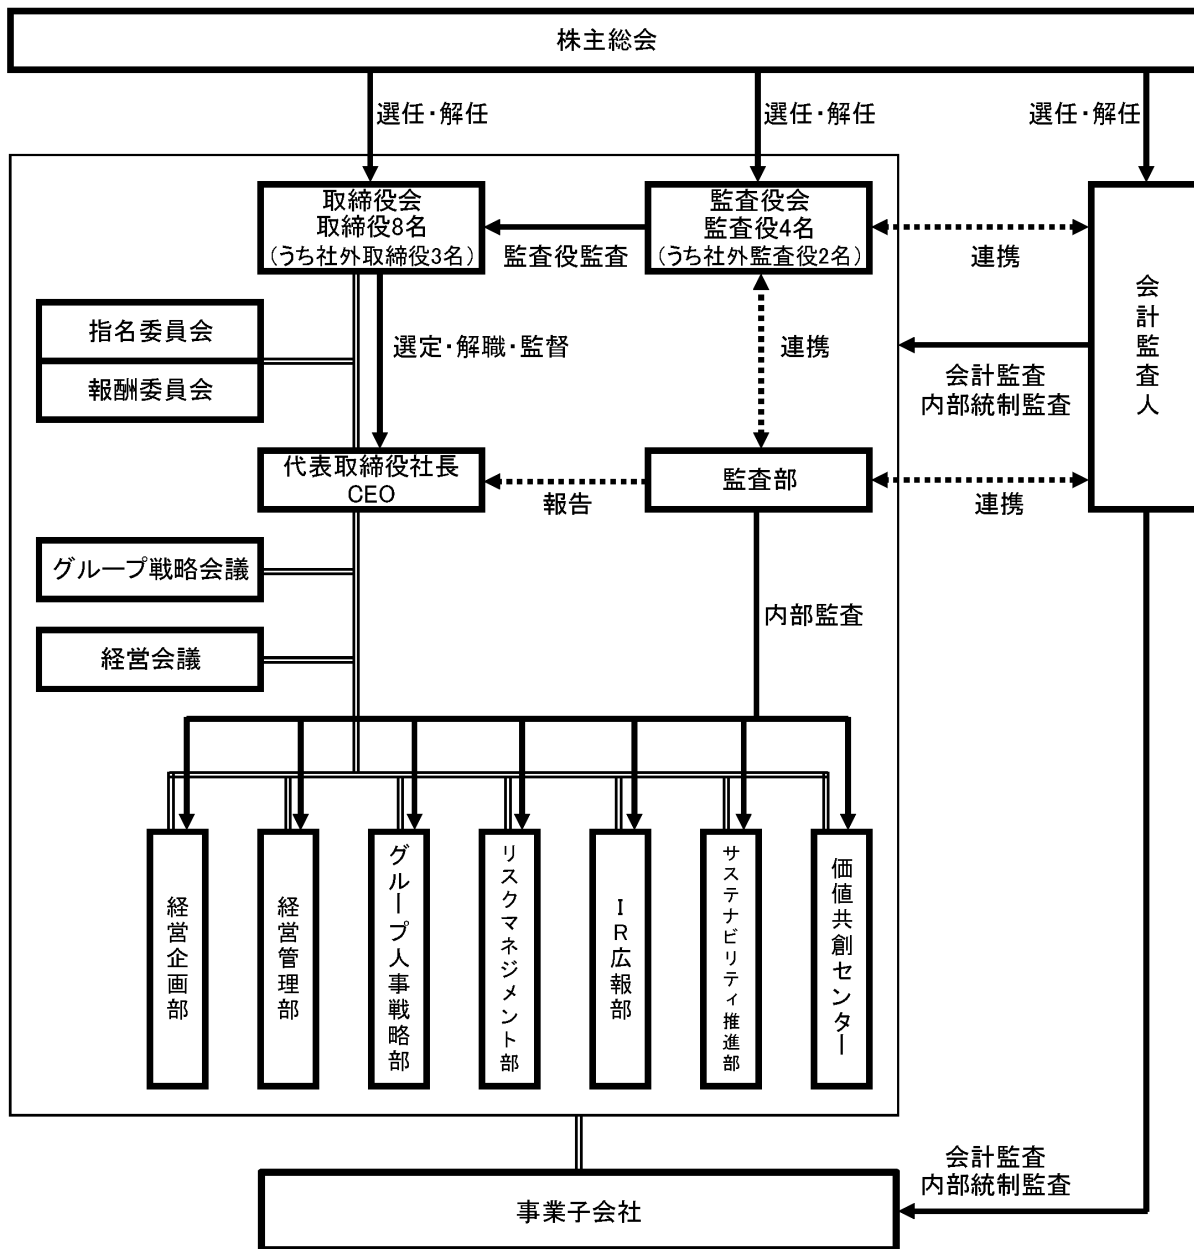 株主総会
選任・解任
選任・解任
選任・解任
取締役会
取締役8名
(うち社外取締役3名)
監査役会
監査役4名
(うち社外監査役2名)
監査役監査
連携
会計監査人
指名委員会
報酬委員会
選定・解職・監督
連携
会計監査
内部統制監査
代表取締役社長
CEO
報告
監査部
連携
グループ戦略会議
内部監査
経営会議
経営企画部
経営管理部
グループ人事戦略部
リスクマネジメント部
IR広報部
サステナビリティ推進部
価値共創センター
会計監査
内部統制監査
事業子会社